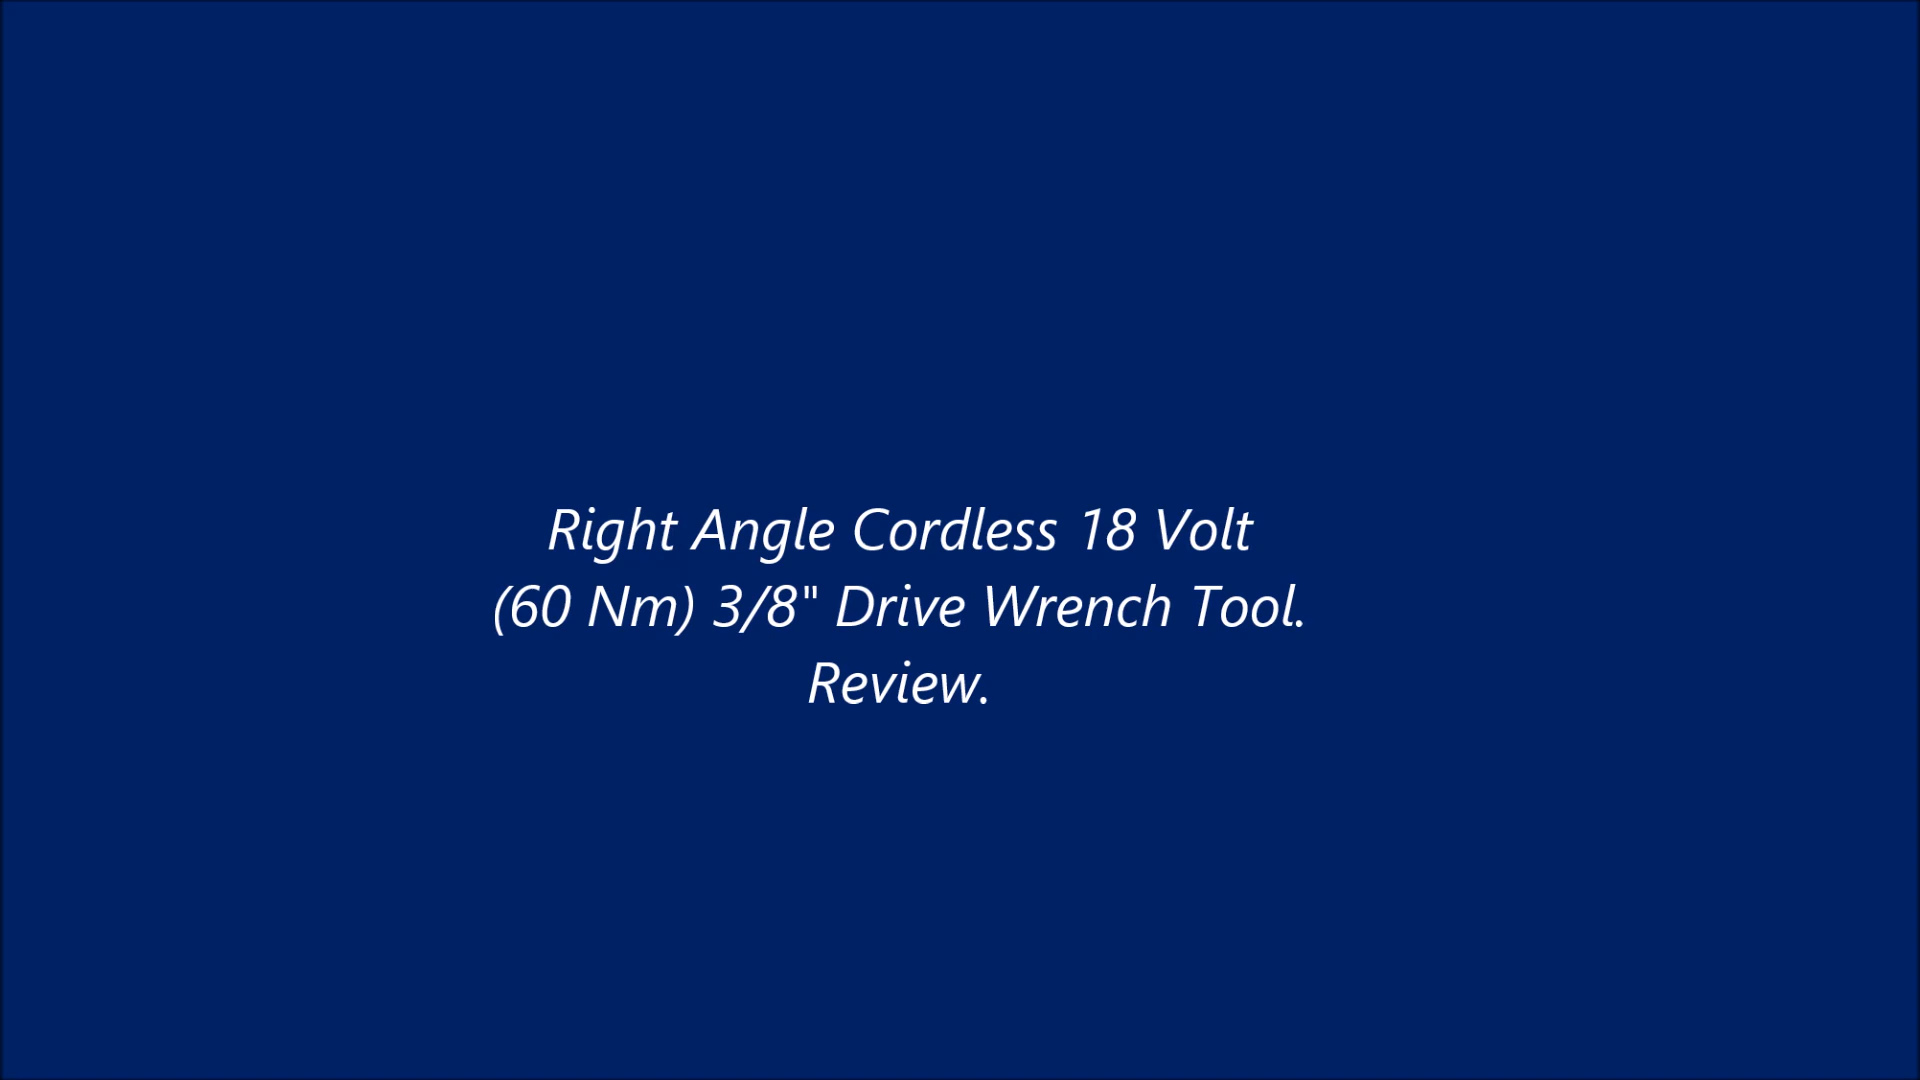 Right Angle Cordless 18 Volt
(60 Nm) 3/8" Drive Wrench Tool.
Review.